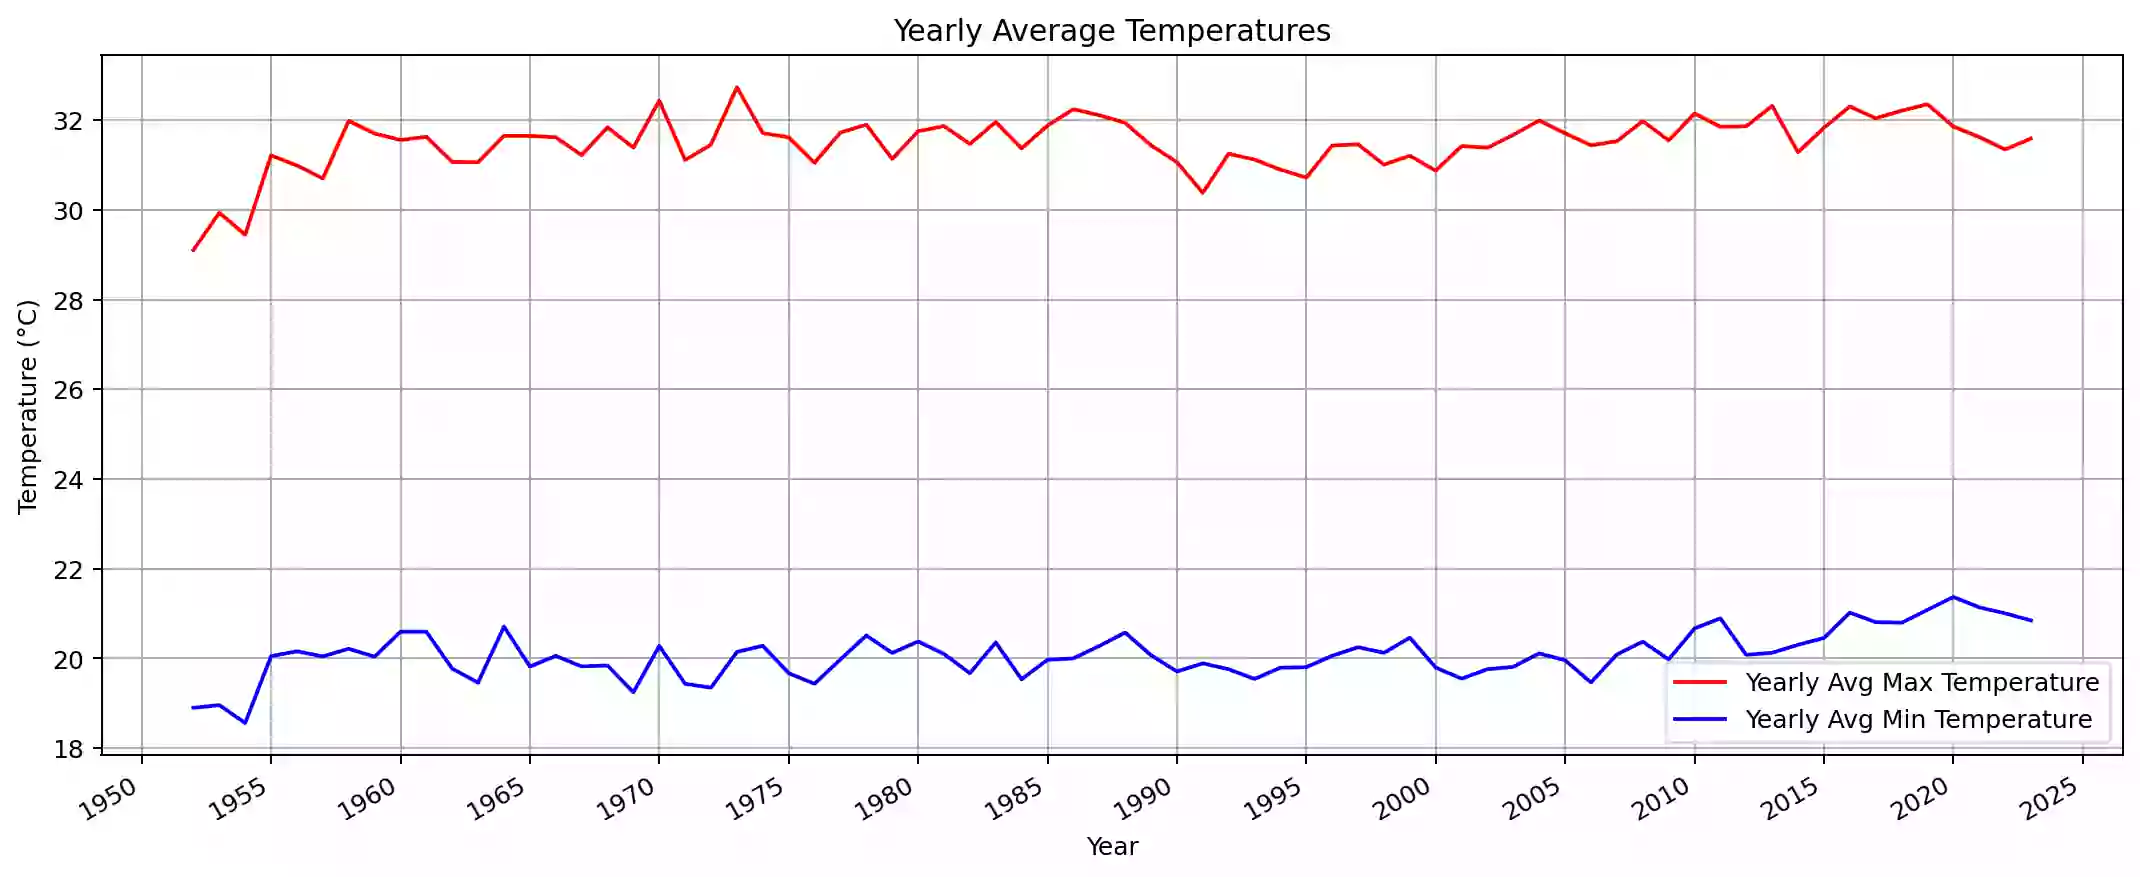 Yearly Average Temperatures
Temperature (°C)
32
30
28
26
24
22
20
18
Yearly Avg Max Temperature
Yearly Avg Min Temperature
1950 1955 1960 1965 1970 1975 1980 1985 1990 1995 2000 2005 2010 2015 2020 2025
Year